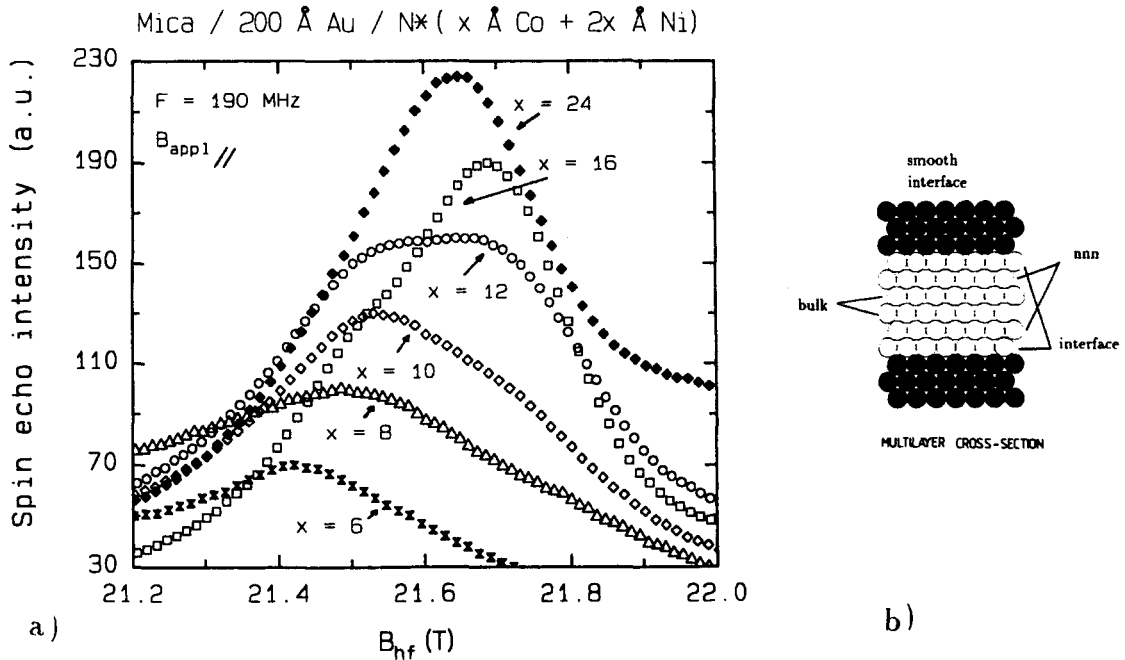 Mica / 200 Å Au / N* ( x Å Co + 2x Å Ni)
Spin echo intensity (a.u.)
230
190
150
110
70
30
F = 190 MHz
Bappl //
x = 24
x = 16
x = 12
x = 10
x = 8
x = 6
21.2
21.4
21.6
21.8
22.0
Bhf (T)
a)
smooth
interface
nnn
bulk
interface
MULTILAYER CROSS-SECTION
b)